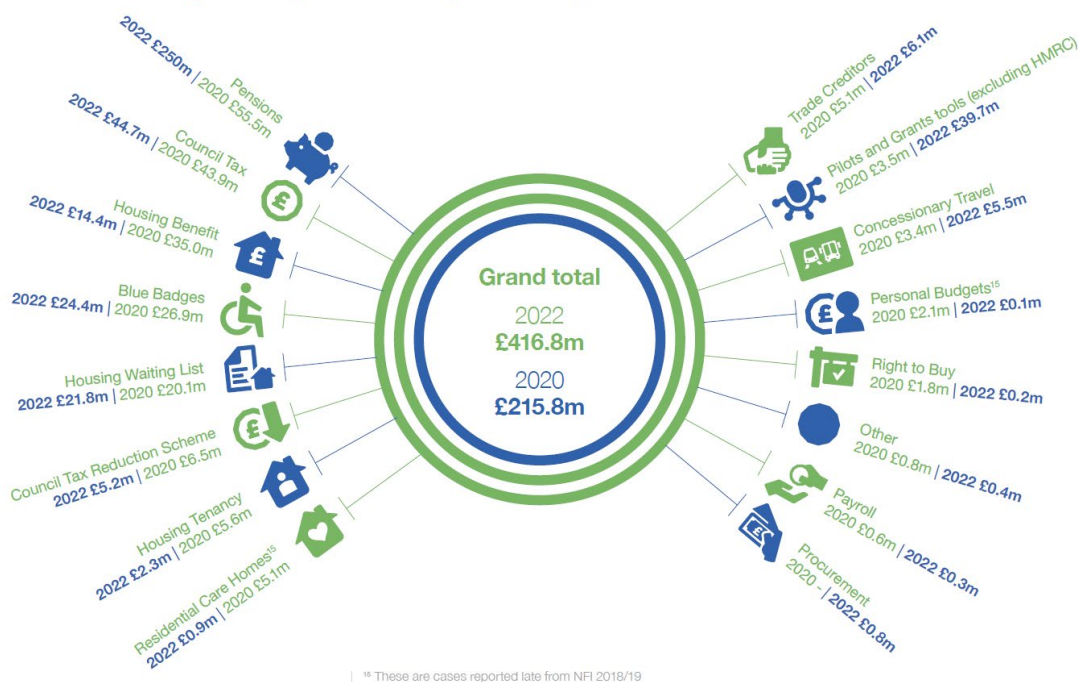 Pensions
2022 £250m | 2020 £55.5m
Council Tax
2022 £44.7m | 2020 £43.9m
£
Housing Benefit
2022 £14.4m | 2020 £35.0m
£
Blue Badges
2022 £24.4m | 2020 £26.9m
Housing Waiting List
2022 £21.8m | 2020 £20.1m
Council Tax Reduction Scheme
2022 £5.2m | 2020 £6.5m
£
Housing Tenancy
2022 £2.3m | 2020 £5.6m
Residential Care Homes¹⁵
2022 £0.9m | 2020 £5.1m
Grand total
2022
£416.8m
2020
£215.8m
Trade Creditors
2020 £5.1m | 2022 £6.1m
Pilots and Grants tools (excluding HMRC)
2020 £3.5m | 2022 £39.7m
Concessionary Travel
2020 £3.4m | 2022 £5.5m
Personal Budgets¹⁵
2020 £2.1m | 2022 £0.1m
£
Right to Buy
2020 £1.8m | 2022 £0.2m
Other
2020 £0.8m | 2022 £0.4m
Payroll
2020 £0.6m | 2022 £0.3m
Procurement
2020 - | 2022 £0.8m
£
¹⁵ These are cases reported late from NFI 2018/19